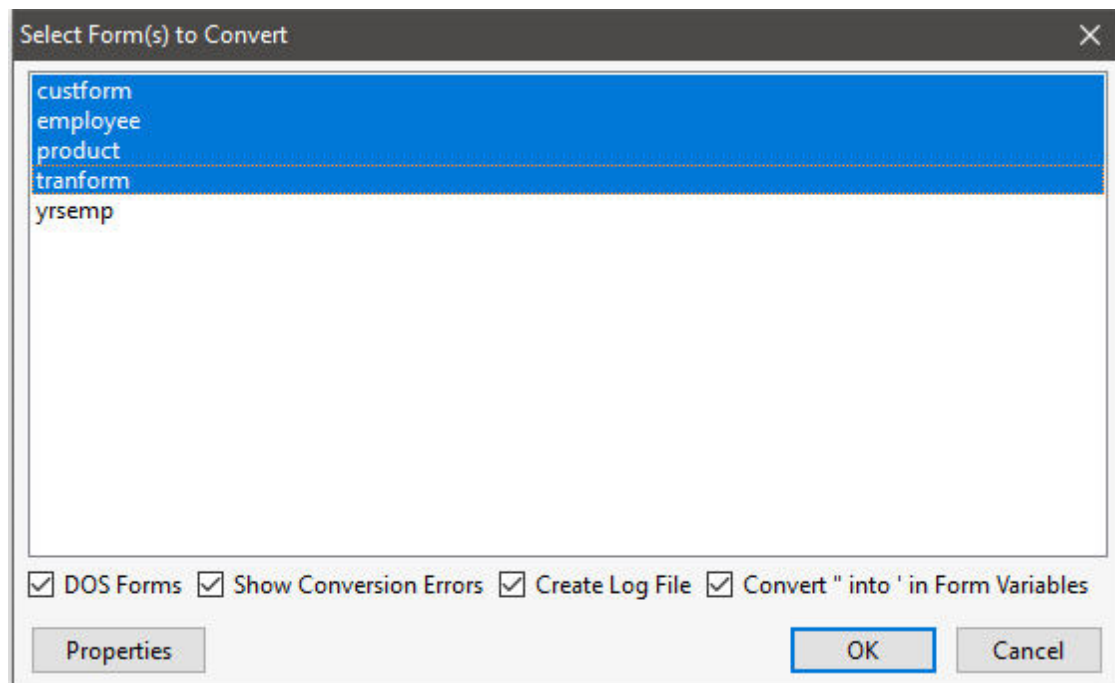 Select Form(s) to Convert
custform
employee
product
tranform
yrsemp
DOS Forms Show Conversion Errors Create Log File Convert " into ' in Form Variables
Properties OK Cancel